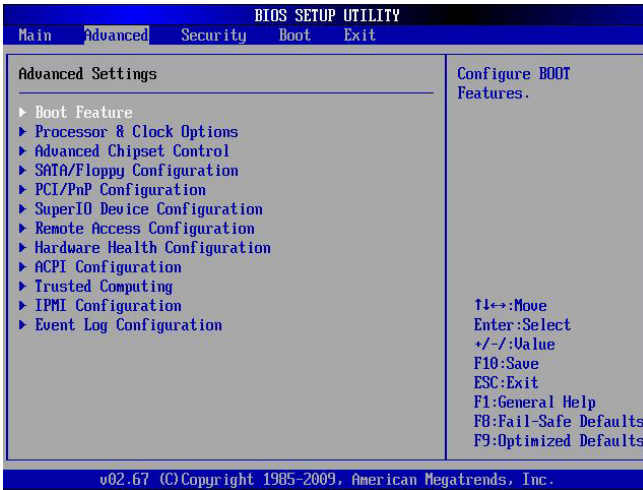 BIOS SETUP UTILITY
Main Advanced Security Boot Exit
Advanced Settings
▶ Boot Feature
▶ Processor & Clock Options
▶ Advanced Chipset Control
▶ SATA/Floppy Configuration
▶ PCI/PnP Configuration
▶ SuperIO Device Configuration
▶ Remote Access Configuration
▶ Hardware Health Configuration
▶ ACPI Configuration
▶ Trusted Computing
▶ IPMI Configuration
▶ Event Log Configuration
Configure BOOT
Features.
↑↓↔:Move
Enter:Select
+/-/:Value
F10:Save
ESC:Exit
F1:General Help
F8:Fail-Safe Defaults
F9:Optimized Defaults
v02.67 (C)Copyright 1985-2009, American Megatrends, Inc.